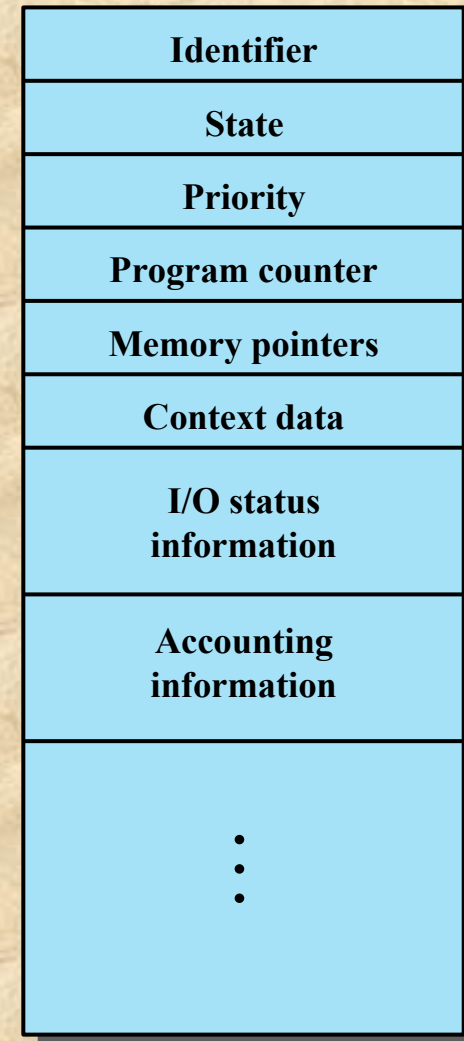 Identifier
State
Priority
Program counter
Memory pointers
Context data
I/O status
information
Accounting
information